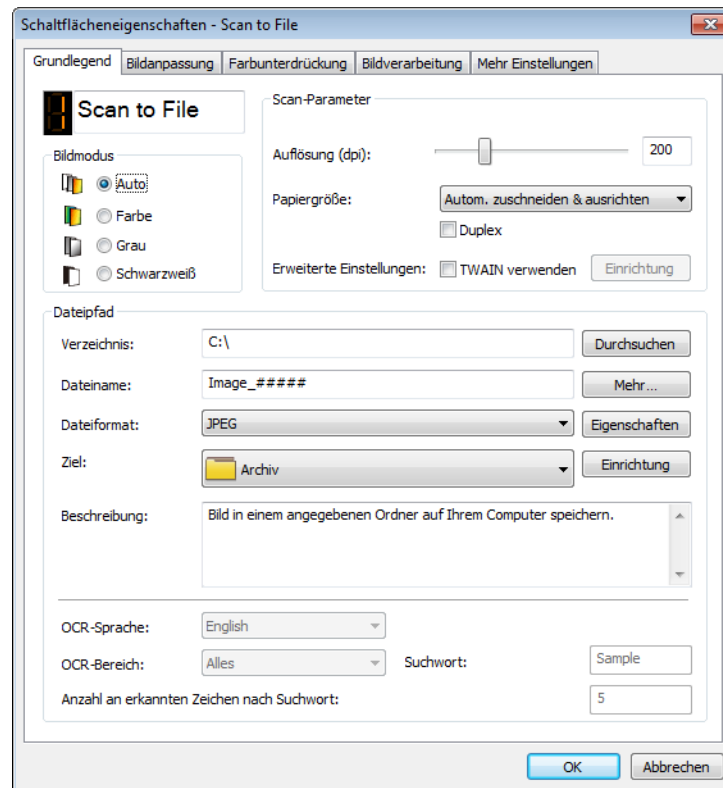 Schaltflächeneigenschaften - Scan to File
Grundlegend Bildanpassung Farbunterdrückung Bildverarbeitung Mehr Einstellungen
1 Scan to File
Bildmodus
Auto
Farbe
Grau
Schwarzweiß
Scan-Parameter
Auflösung (dpi): 200
Papiergröße: Autom. zuschneiden & ausrichten
Duplex
Erweiterte Einstellungen: TWAIN verwenden Einrichtung
Dateipfad
Verzeichnis: C:\ Durchsuchen
Dateiname: Image_##### Mehr...
Dateiformat: JPEG Eigenschaften
Ziel: Archiv Einrichtung
Beschreibung: Bild in einem angegebenen Ordner auf Ihrem Computer speichern.
OCR-Sprache: English
OCR-Bereich: Alles Suchwort: Sample
Anzahl an erkannten Zeichen nach Suchwort: 5
OK Abbrechen